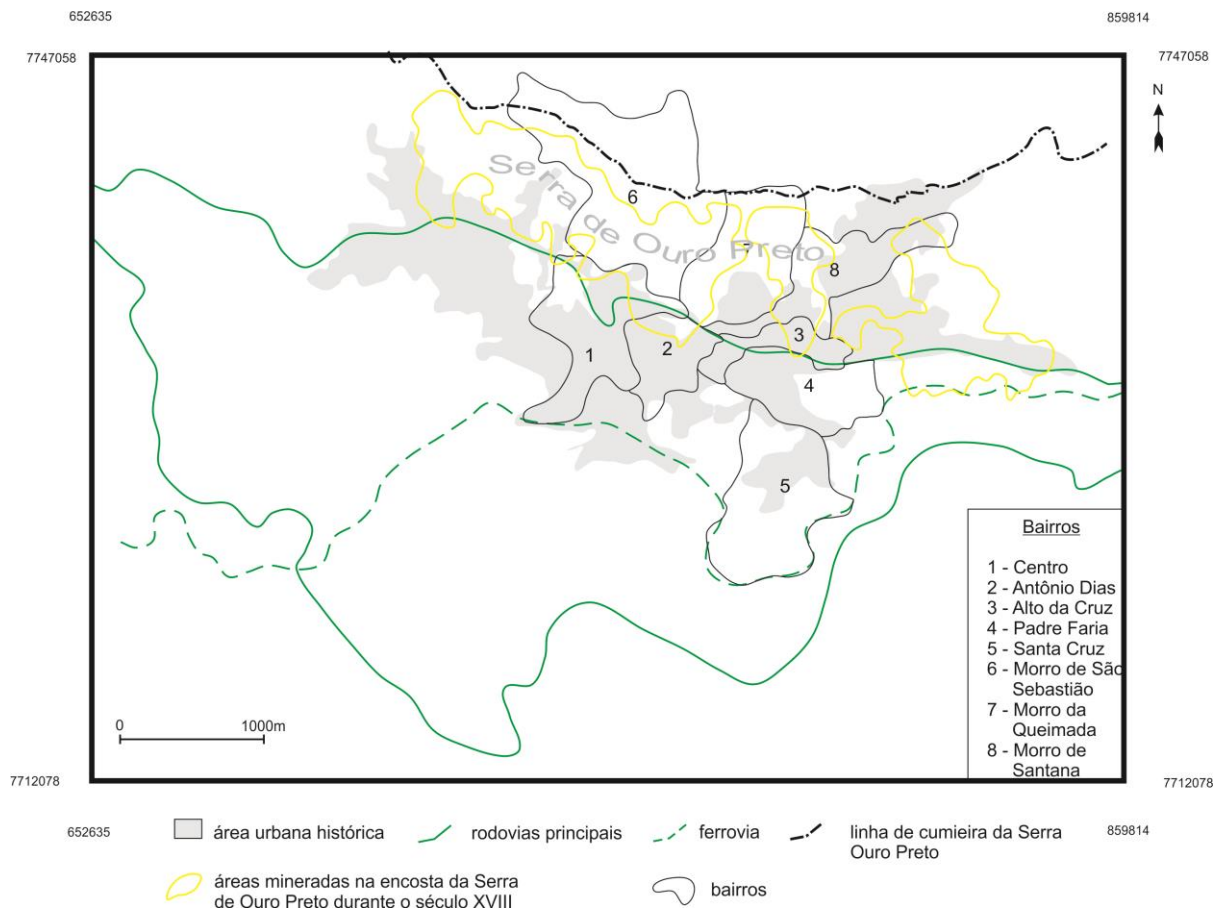 652635
859814
7747058
7747058
N
Serra de Ouro Preto
6
7
8
3
1
2
4
5
Bairros
1 - Centro
2 - Antônio Dias
3 - Alto da Cruz
4 - Padre Faria
5 - Santa Cruz
6 - Morro de São
Sebastião
7 - Morro da
Queimada
8 - Morro de
Santana
0 1000m
7712078
7712078
652635
859814
área urbana histórica
rodovias principais
ferrovia
linha de cumieira da Serra
Ouro Preto
áreas mineradas na encosta da Serra
de Ouro Preto durante o século XVIII
bairros